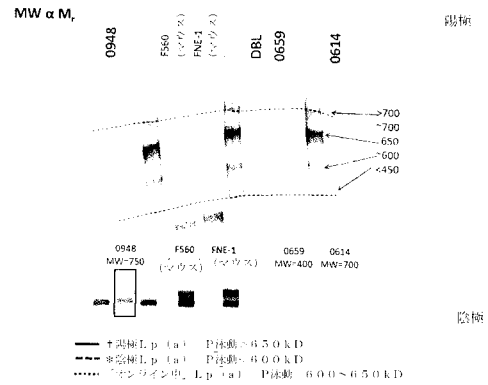 MW α Mr
陽極
0948
F560
(マウス)
FNE-1
(マウス)
DBL
0659
0614
>700
~700
~650
~600
<450
0948
MW=750
F560
(マウス)
FNE-1
(マウス)
0659
MW=400
0614
MW=700
陰極
†陽極Lp(a) P泳動>650kD
*陰極Lp(a) P泳動<600kD
「オンライン中」Lp(a) P泳動 600~650kD